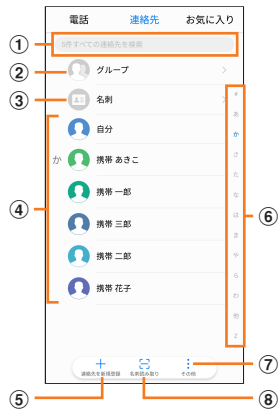 電話 連絡先 お気に入り
① 5件すべての連絡先を検索
② グループ
③ 名刺
④
自分
か 携帯 あきこ
携帯 一郎
携帯 三郎
携帯 二郎
携帯 花子
あ
か
さ
た
な
は
ま
や
ら
わ
他
Z
⑥
連絡先を新規登録 名刺読み取り その他
⑦
⑤ ⑧